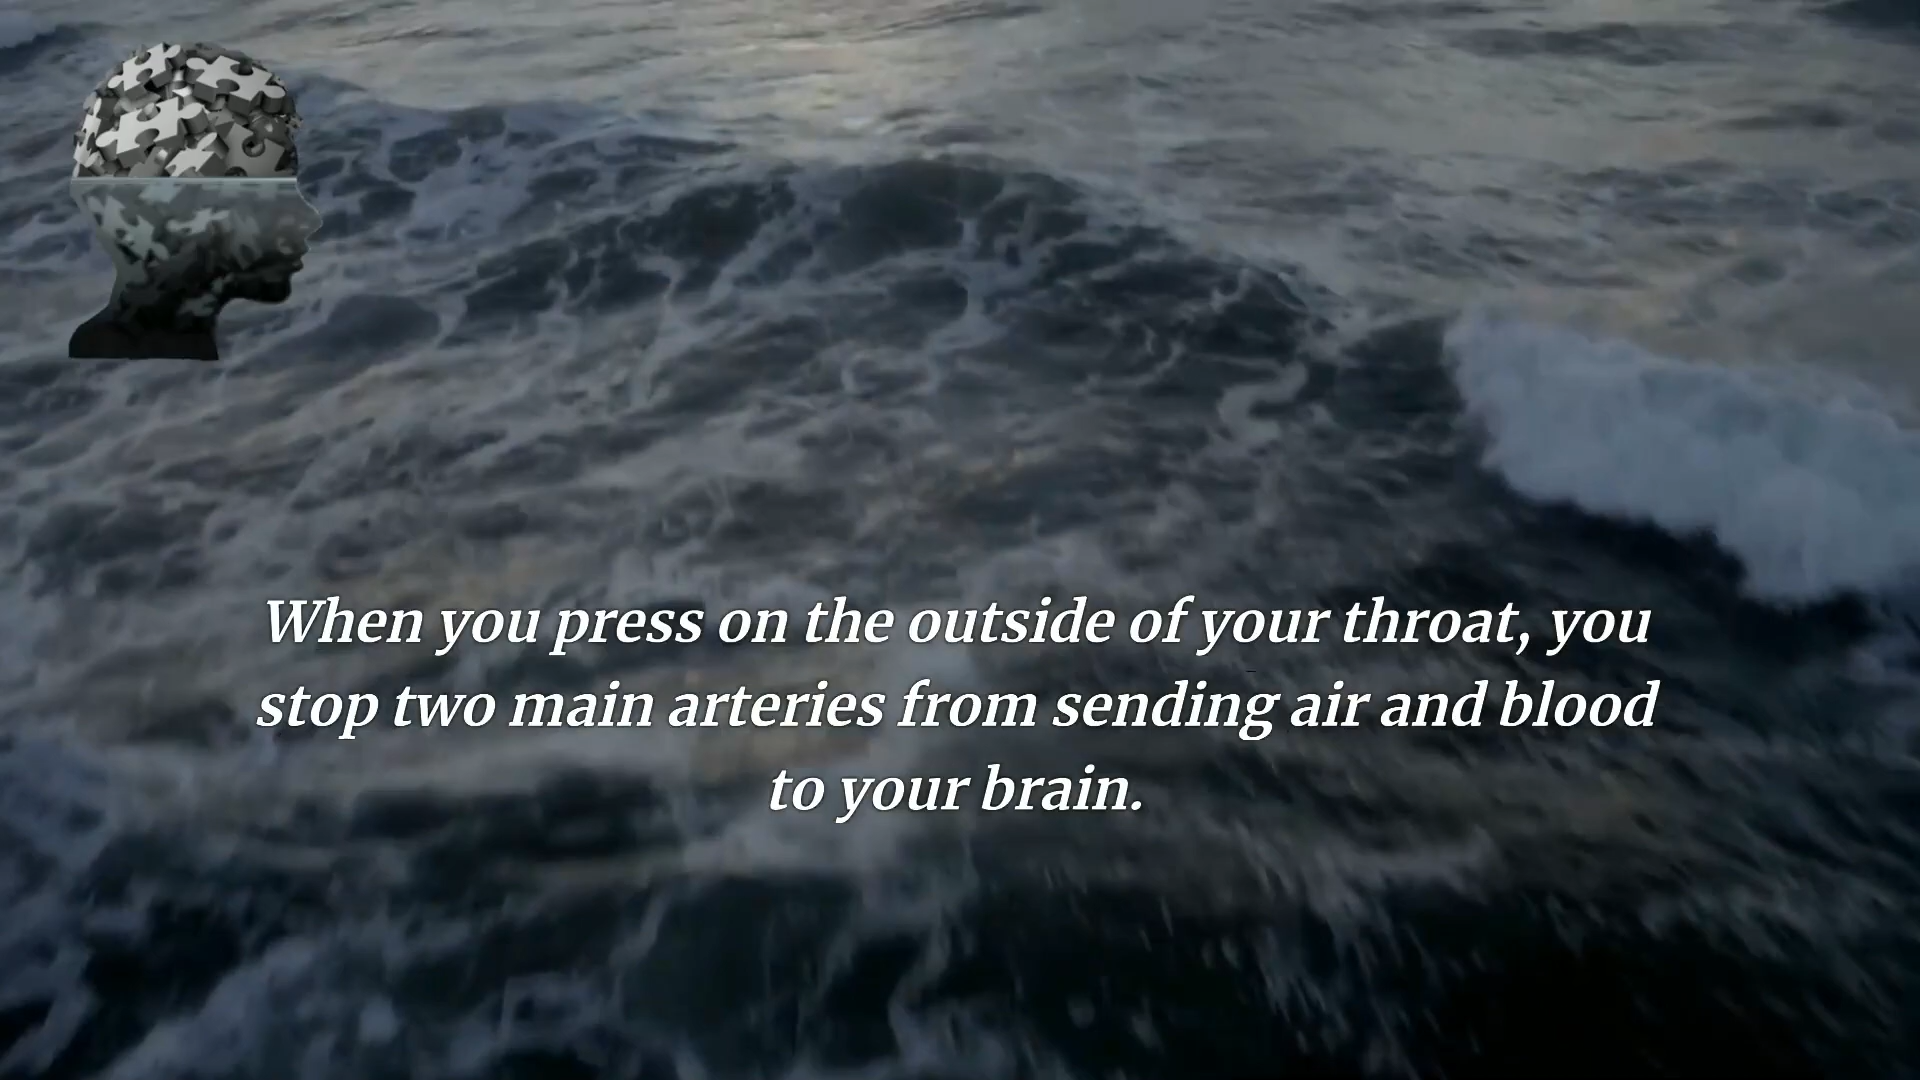 When you press on the outside of your throat, you
stop two main arteries from sending air and blood
to your brain.